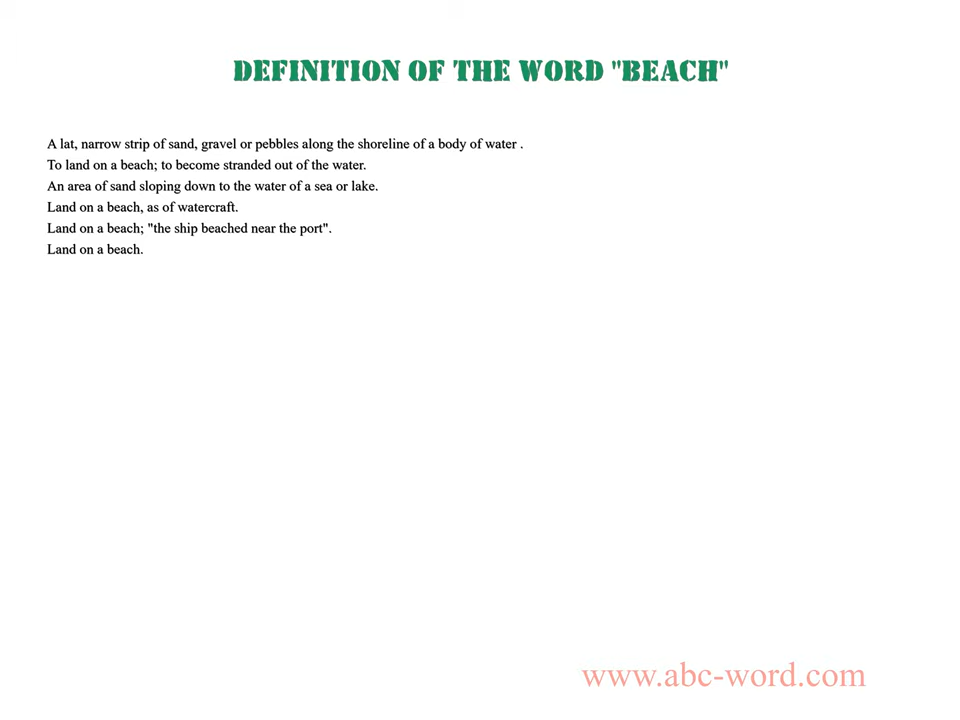 DEFINITION OF THE WORD "BEACH"
A lat, narrow strip of sand, gravel or pebbles along the shoreline of a body of water .
To land on a beach; to become stranded out of the water.
An area of sand sloping down to the water of a sea or lake.
Land on a beach, as of watercraft.
Land on a beach; "the ship beached near the port".
Land on a beach.
www.abc-word.com